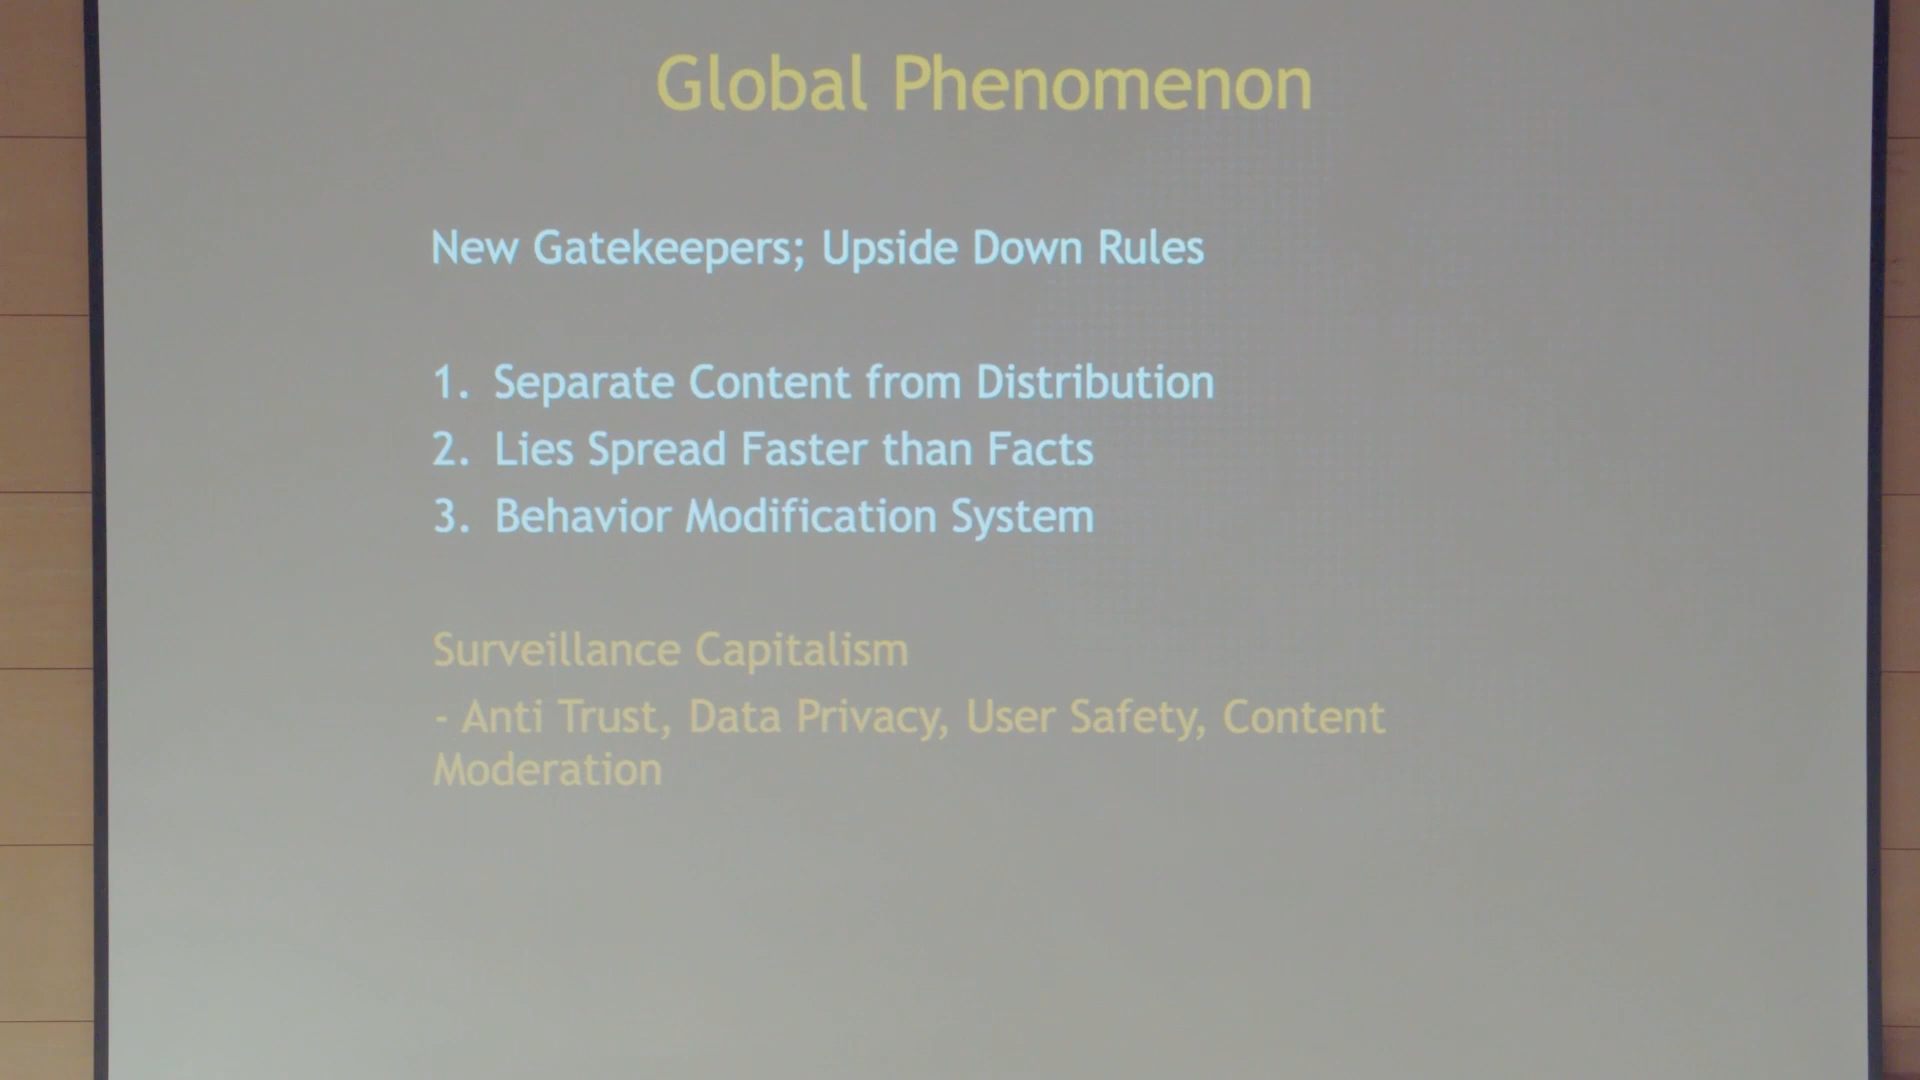 Global Phenomenon
New Gatekeepers; Upside Down Rules
1. Separate Content from Distribution
2. Lies Spread Faster than Facts
3. Behavior Modification System
Surveillance Capitalism
- Anti Trust, Data Privacy, User Safety, Content
Moderation